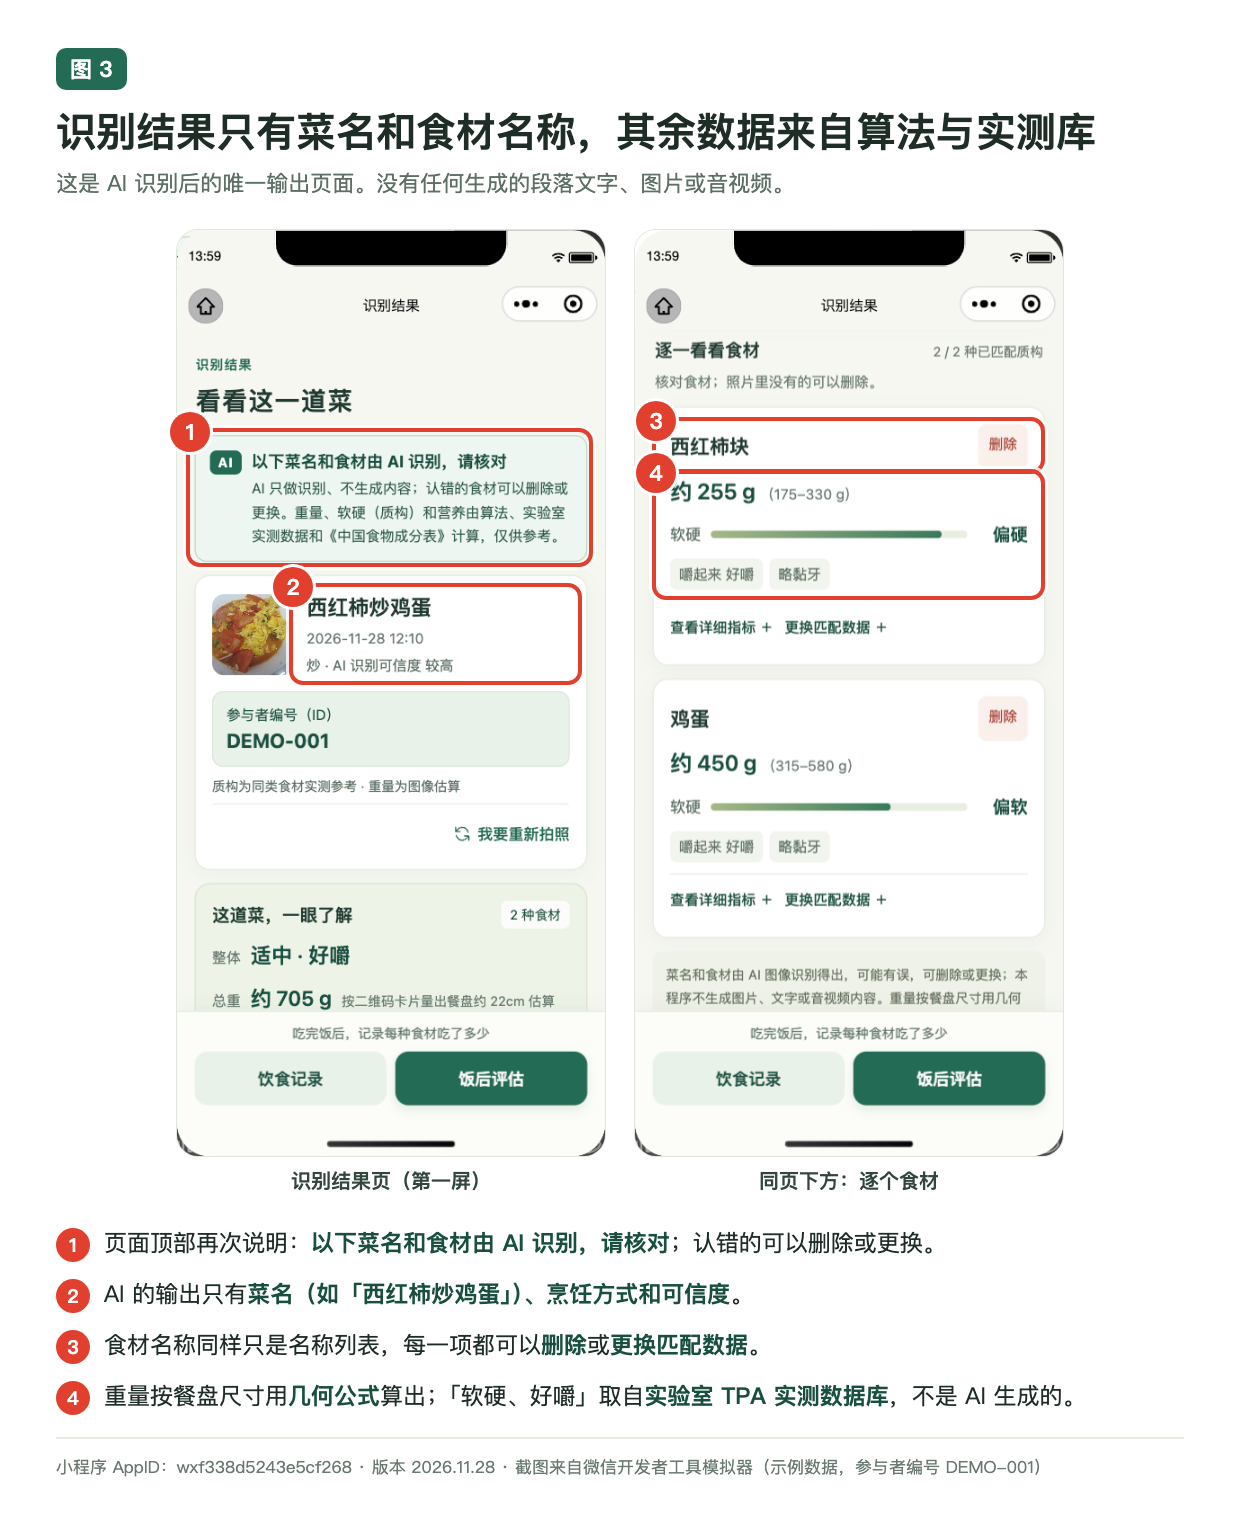 图 3
识别结果只有菜名和食材名称，其余数据来自算法与实测库
这是 AI 识别后的唯一输出页面。没有任何生成的段落文字、图片或音视频。
13:59
识别结果
识别结果
看看这一道菜
1
AI 以下菜名和食材由 AI 识别，请核对
AI 只做识别、不生成内容；认错的食材可以删除或
更换。重量、软硬（质构）和营养由算法、实验室
实测数据和《中国食物成分表》计算，仅供参考。
2
西红柿炒鸡蛋
2026-11-28 12:10
炒 · AI 识别可信度 较高
参与者编号（ID）
DEMO-001
质构为同类食材实测参考 · 重量为图像估算
我要重新拍照
这道菜，一眼了解 2 种食材
整体 适中 · 好嚼
总重 约 705 g 按二维码卡片量出餐盘约 22cm 估算
吃完饭后，记录每种食材吃了多少
饮食记录 饭后评估
识别结果页（第一屏）
13:59
识别结果
逐一看看食材 2 / 2 种已匹配质构
核对食材；照片里没有的可以删除。
3
西红柿块 删除
4
约 255 g （175–330 g）
软硬 偏硬
嚼起来 好嚼 略黏牙
查看详细指标 + 更换匹配数据 +
鸡蛋 删除
约 450 g （315–580 g）
软硬 偏软
嚼起来 好嚼 略黏牙
查看详细指标 + 更换匹配数据 +
菜名和食材由 AI 图像识别得出，可能有误，可删除或更换；本
程序不生成图片、文字或音视频内容。重量按餐盘尺寸用几何
吃完饭后，记录每种食材吃了多少
饮食记录 饭后评估
同页下方：逐个食材
1 页面顶部再次说明：以下菜名和食材由 AI 识别，请核对；认错的可以删除或更换。
2 AI 的输出只有菜名（如「西红柿炒鸡蛋」）、烹饪方式和可信度。
3 食材名称同样只是名称列表，每一项都可以删除或更换匹配数据。
4 重量按餐盘尺寸用几何公式算出；「软硬、好嚼」取自实验室 TPA 实测数据库，不是 AI 生成的。
小程序 AppID：wxf338d5243e5cf268 · 版本 2026.11.28 · 截图来自微信开发者工具模拟器（示例数据，参与者编号 DEMO-001）